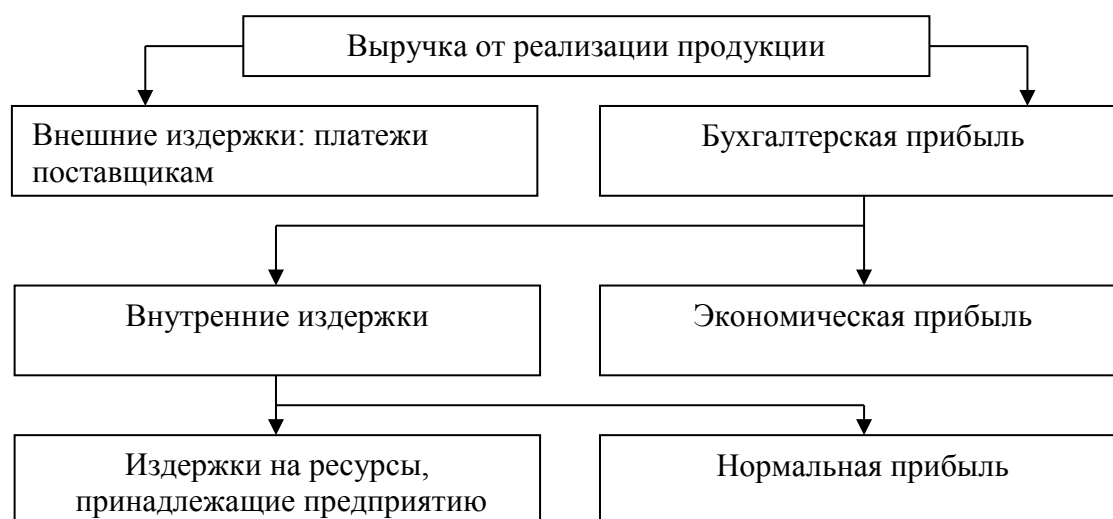 Выручка от реализации продукции
Внешние издержки: платежи
поставщикам
Бухгалтерская прибыль
Внутренние издержки
Экономическая прибыль
Издержки на ресурсы,
принадлежащие предприятию
Нормальная прибыль